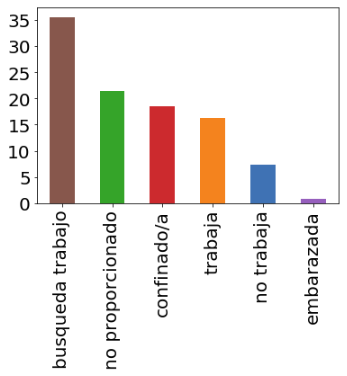 35
30
25
20
15
10
5
0
busqueda trabajo
no proporcionado
confinado/a
trabaja
no trabaja
embarazada